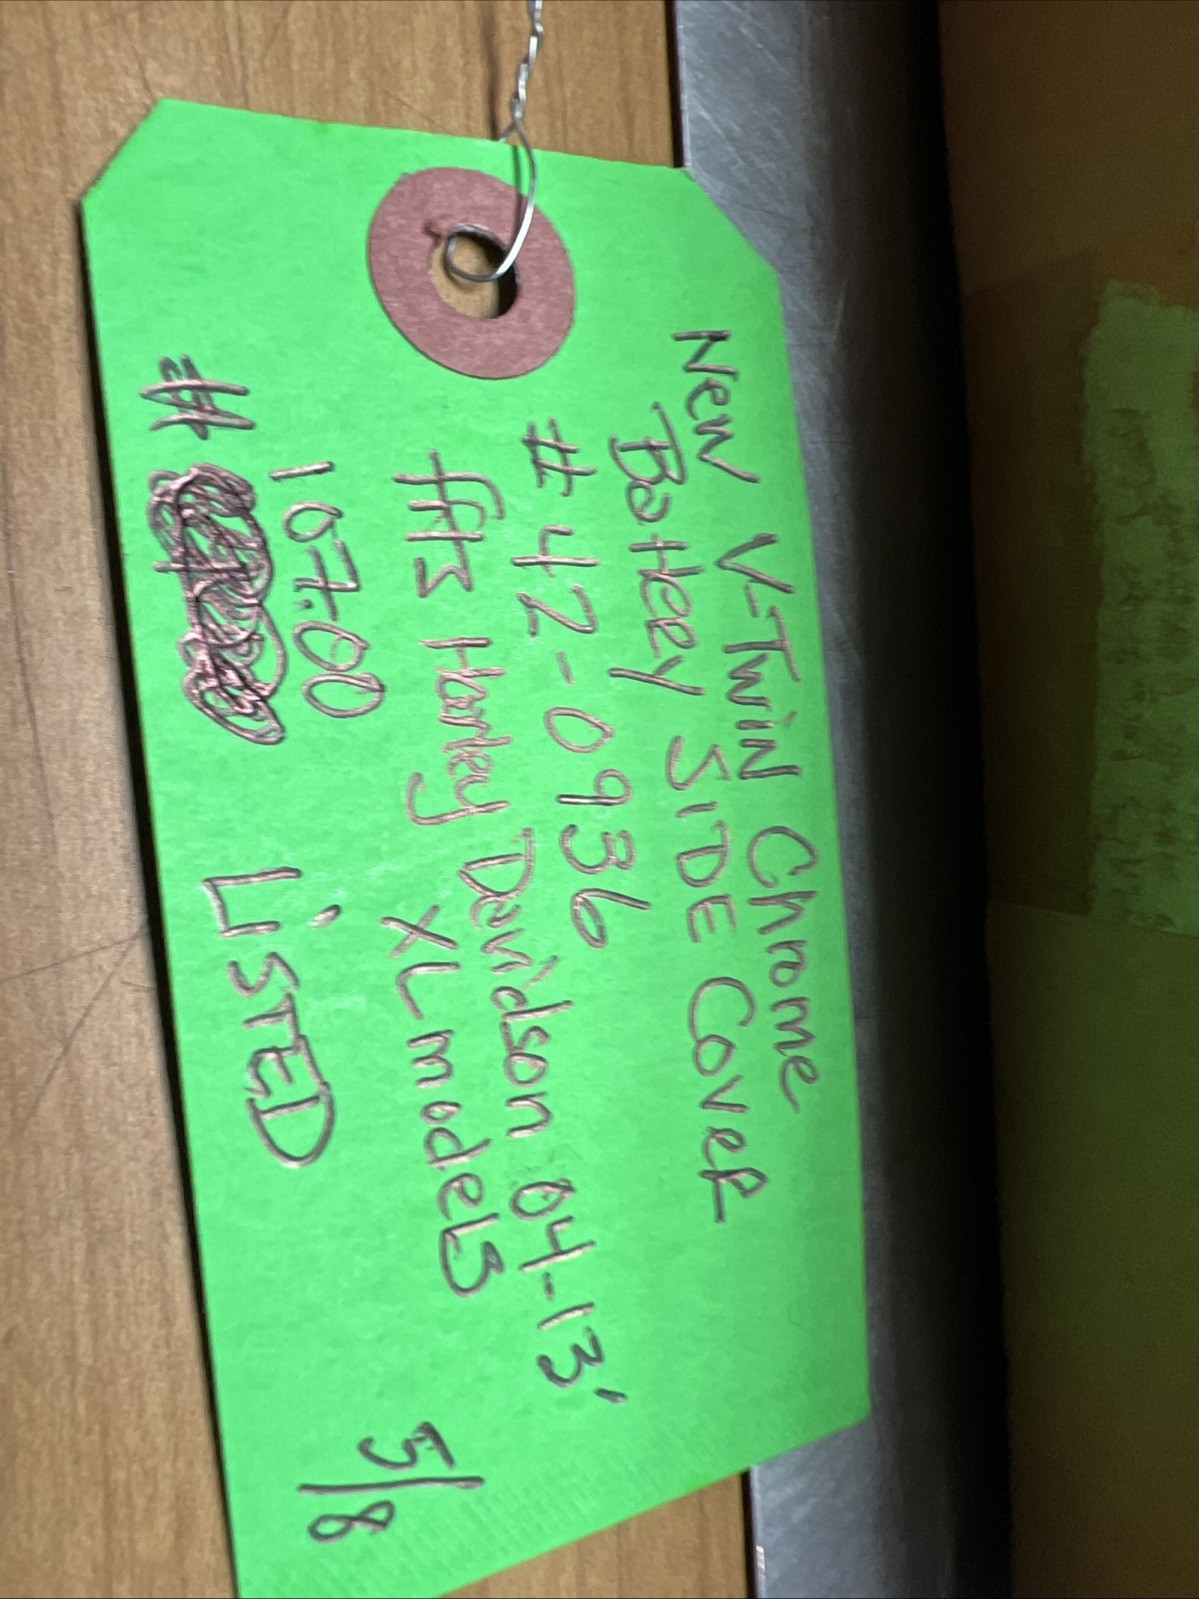 New V-Twin Chrome
Battery SIDE Cover
# 42-0936
fits Harley Davidson 04-13'
XL models
107.00
#
LiSTED
5/8